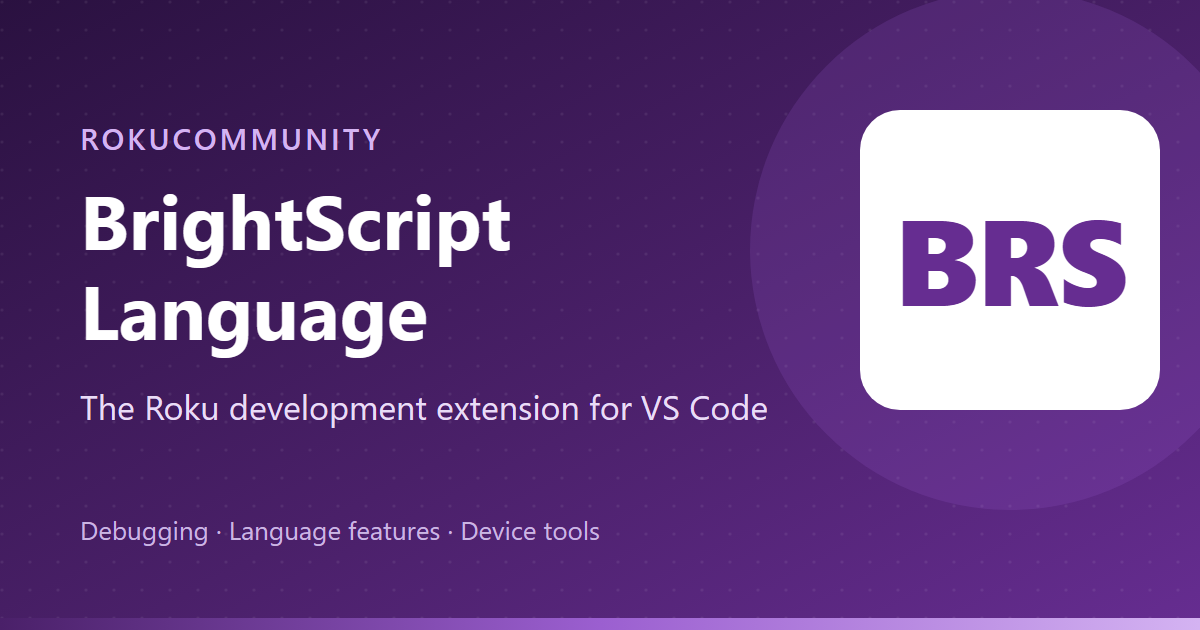 ROKUCOMMUNITY
BrightScript
Language
The Roku development extension for VS Code
Debugging · Language features · Device tools
BRS